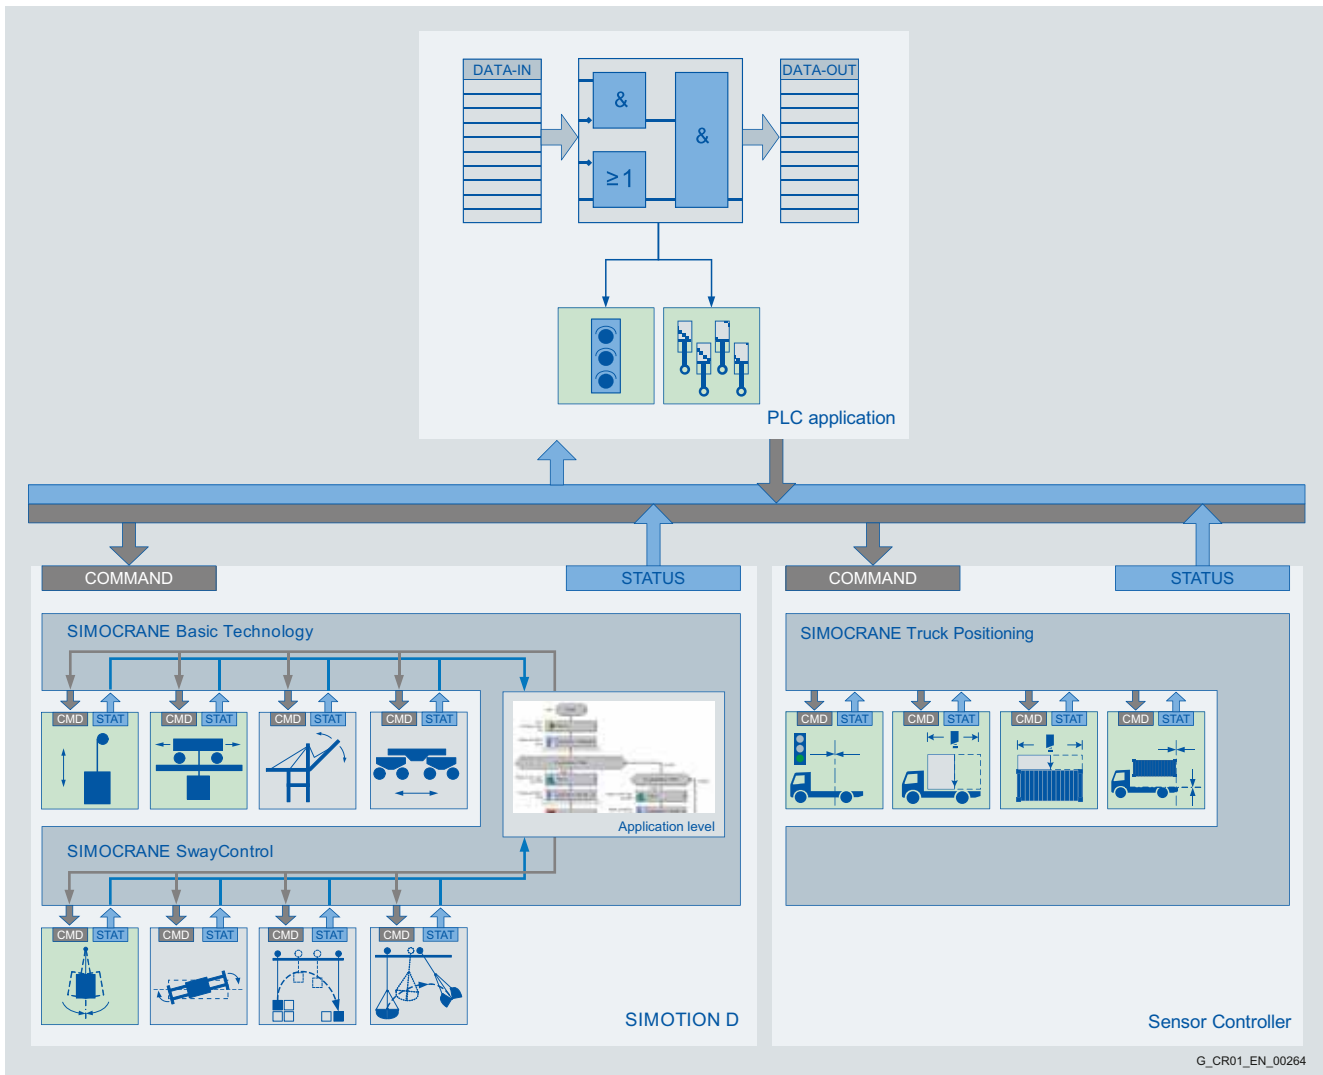 DATA-IN
DATA-OUT
&
&
≥1
PLC application
COMMAND
STATUS
COMMAND
STATUS
SIMOCRANE Basic Technology
SIMOCRANE Truck Positioning
CMD STAT
CMD STAT
CMD STAT
CMD STAT
CMD STAT
CMD STAT
CMD STAT
CMD STAT
Application level
SIMOCRANE SwayControl
CMD STAT
CMD STAT
CMD STAT
CMD STAT
SIMOTION D
Sensor Controller
G_CR01_EN_00264